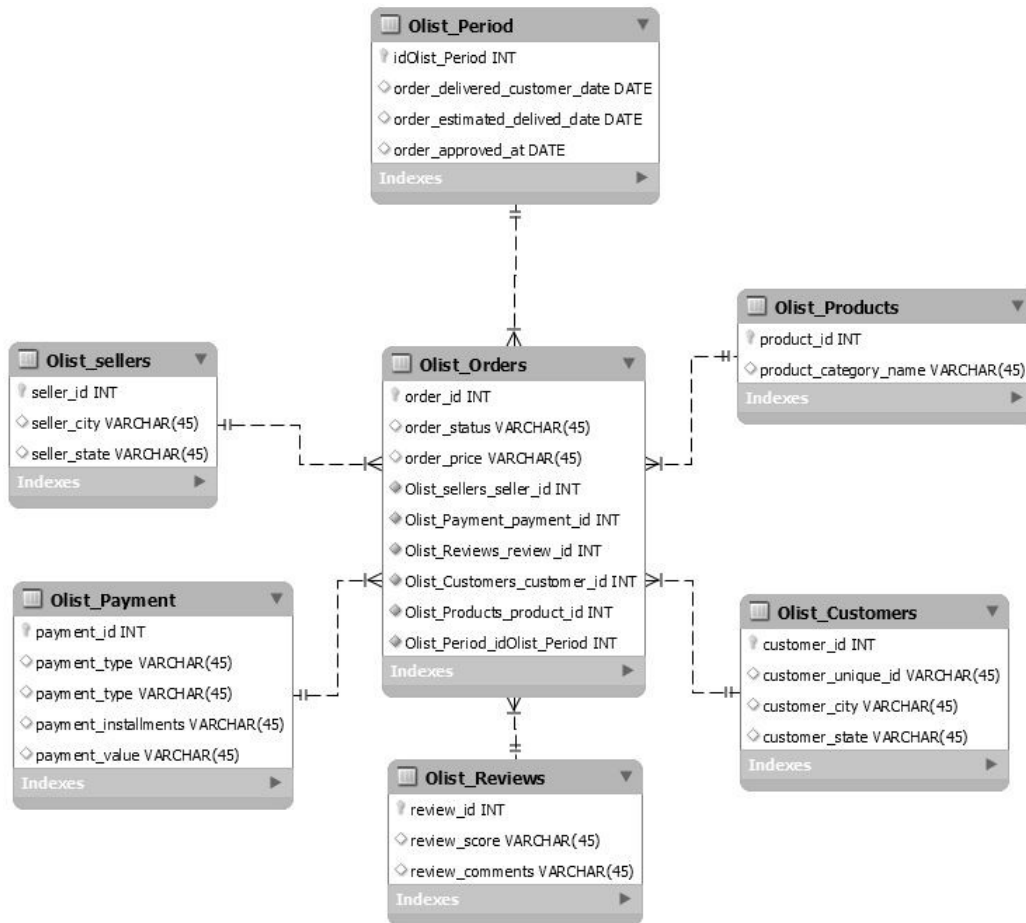 Olist_Period
idOlist_Period INT
order_delivered_customer_date DATE
order_estimated_delived_date DATE
order_approved_at DATE
Indexes
Olist_sellers
seller_id INT
seller_city VARCHAR(45)
seller_state VARCHAR(45)
Indexes
Olist_Orders
order_id INT
order_status VARCHAR(45)
order_price VARCHAR(45)
Olist_sellers_seller_id INT
Olist_Payment_payment_id INT
Olist_Reviews_review_id INT
Olist_Customers_customer_id INT
Olist_Products_product_id INT
Olist_Period_idOlist_Period INT
Indexes
Olist_Products
product_id INT
product_category_name VARCHAR(45)
Indexes
Olist_Payment
payment_id INT
payment_type VARCHAR(45)
payment_type VARCHAR(45)
payment_installments VARCHAR(45)
payment_value VARCHAR(45)
Indexes
Olist_Customers
customer_id INT
customer_unique_id VARCHAR(45)
customer_city VARCHAR(45)
customer_state VARCHAR(45)
Indexes
Olist_Reviews
review_id INT
review_score VARCHAR(45)
review_comments VARCHAR(45)
Indexes